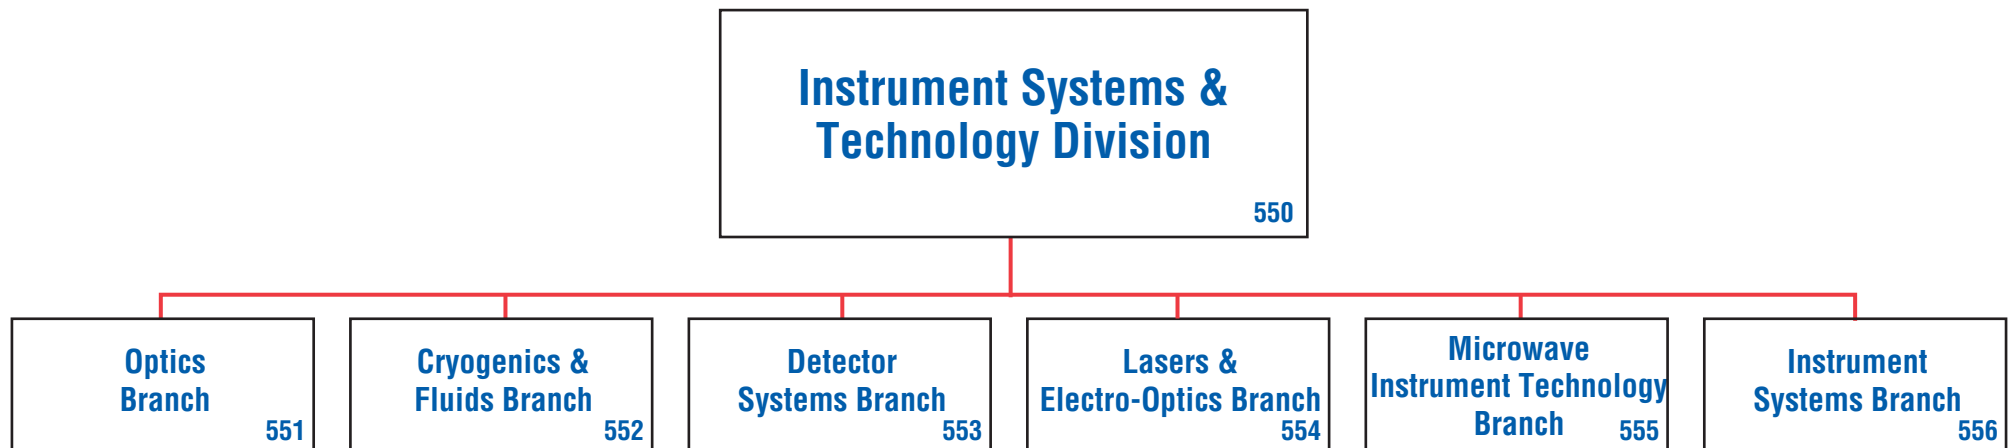 Instrument Systems &
Technology Division
550
Optics
Branch
551
Cryogenics &
Fluids Branch
552
Detector
Systems Branch
553
Lasers &
Electro-Optics Branch
554
Microwave
Instrument Technology
Branch 555
Instrument
Systems Branch
556